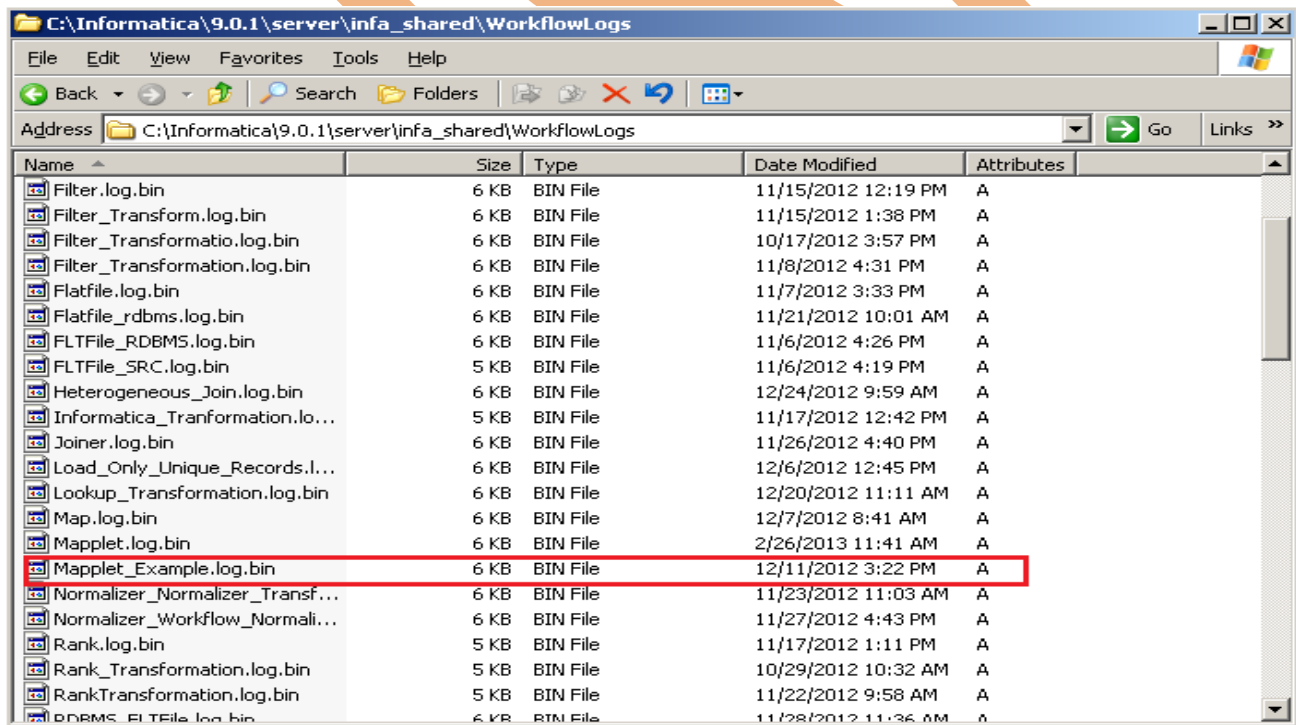 C:\Informatica\9.0.1\server\infa_shared\WorkflowLogs
File Edit View Favorites Tools Help
Back Search Folders
Address C:\Informatica\9.0.1\server\infa_shared\WorkflowLogs Go Links »
Name Size Type Date Modified Attributes
Filter.log.bin 6 KB BIN File 11/15/2012 12:19 PM A
Filter_Transform.log.bin 6 KB BIN File 11/15/2012 1:38 PM A
Filter_Transformatio.log.bin 6 KB BIN File 10/17/2012 3:57 PM A
Filter_Transformation.log.bin 6 KB BIN File 11/8/2012 4:31 PM A
Flatfile.log.bin 6 KB BIN File 11/7/2012 3:33 PM A
Flatfile_rdbms.log.bin 6 KB BIN File 11/21/2012 10:01 AM A
FLTFile_RDBMS.log.bin 6 KB BIN File 11/6/2012 4:26 PM A
FLTFile_SRC.log.bin 5 KB BIN File 11/6/2012 4:19 PM A
Heterogeneous_Join.log.bin 6 KB BIN File 12/24/2012 9:59 AM A
Informatica_Tranformation.lo... 5 KB BIN File 11/17/2012 12:42 PM A
Joiner.log.bin 6 KB BIN File 11/26/2012 4:40 PM A
Load_Only_Unique_Records.l... 6 KB BIN File 12/6/2012 12:45 PM A
Lookup_Transformation.log.bin 6 KB BIN File 12/20/2012 11:11 AM A
Map.log.bin 6 KB BIN File 12/7/2012 8:41 AM A
Mapplet.log.bin 6 KB BIN File 2/26/2013 11:41 AM A
Mapplet_Example.log.bin 6 KB BIN File 12/11/2012 3:22 PM A
Normalizer_Normalizer_Transf... 6 KB BIN File 11/23/2012 11:03 AM A
Normalizer_Workflow_Normali... 6 KB BIN File 11/27/2012 4:43 PM A
Rank.log.bin 5 KB BIN File 11/17/2012 1:11 PM A
Rank_Transformation.log.bin 5 KB BIN File 10/29/2012 10:32 AM A
RankTransformation.log.bin 5 KB BIN File 11/22/2012 9:58 AM A
RDBMS_FLTFile.log.bin 6 KB BIN File 11/28/2012 11:36 AM A